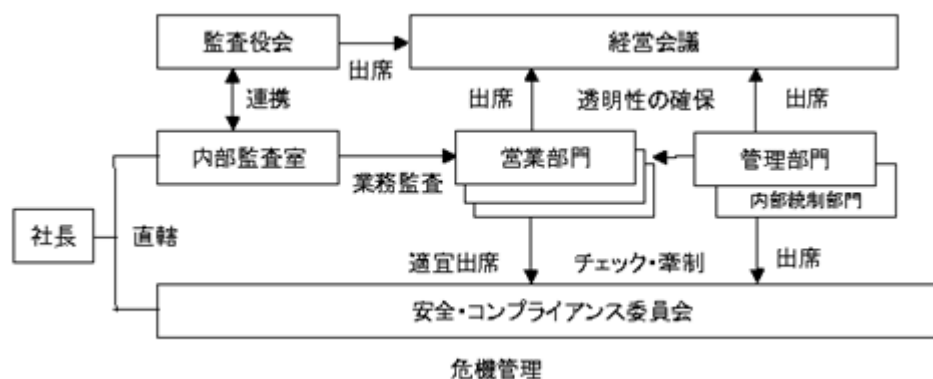 監査役会
経営会議
出席
連携
出席
透明性の確保
出席
内部監査室
営業部門
管理部門
業務監査
内部統制部門
社長
直轄
適宜出席
チェック・牽制
出席
安全・コンプライアンス委員会
危機管理